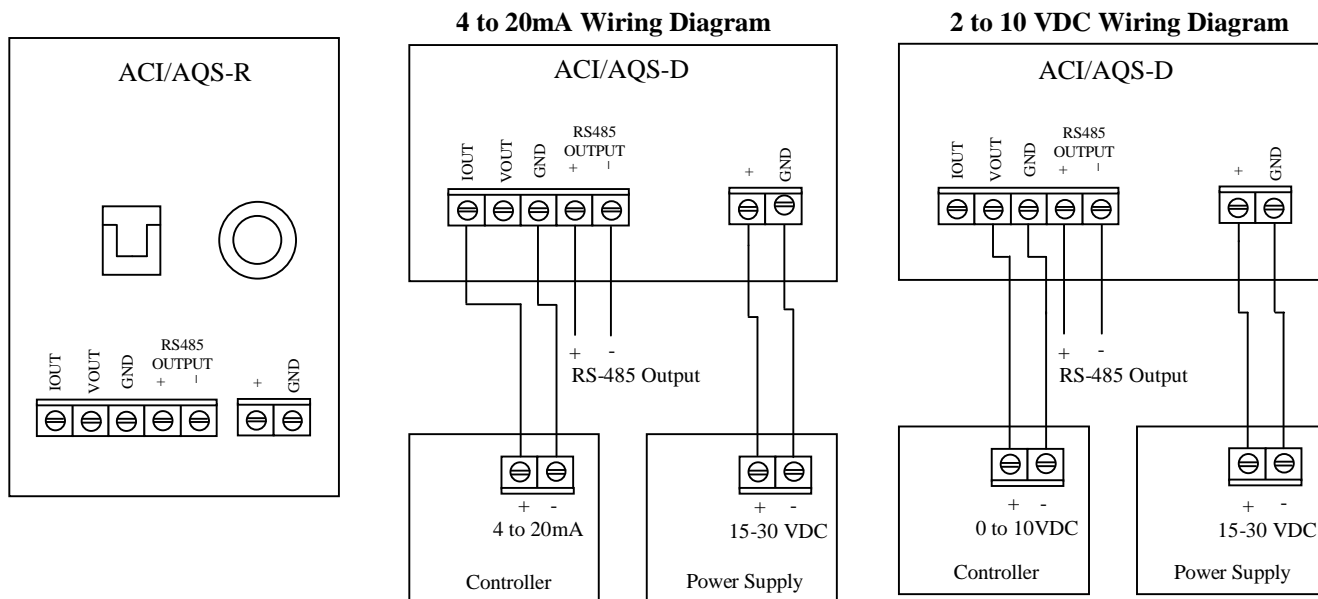 ACI/AQS-R
IOUT
VOUT
GND
RS485
OUTPUT
+
-
+
GND
4 to 20mA Wiring Diagram
ACI/AQS-D
IOUT
VOUT
GND
RS485
OUTPUT
+
-
+
GND
+ -
RS-485 Output
+ -
4 to 20mA
Controller
+ -
15-30 VDC
Power Supply
2 to 10 VDC Wiring Diagram
ACI/AQS-D
IOUT
VOUT
GND
RS485
OUTPUT
+
-
+
GND
+ -
RS-485 Output
+ -
0 to 10VDC
Controller
+ -
15-30 VDC
Power Supply